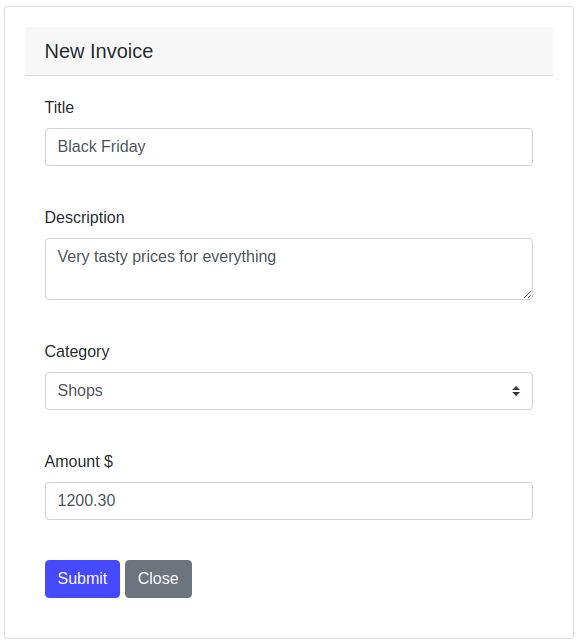 New Invoice
Title
Black Friday
Description
Very tasty prices for everything
Category
Shops
Amount $
1200.30
Submit Close